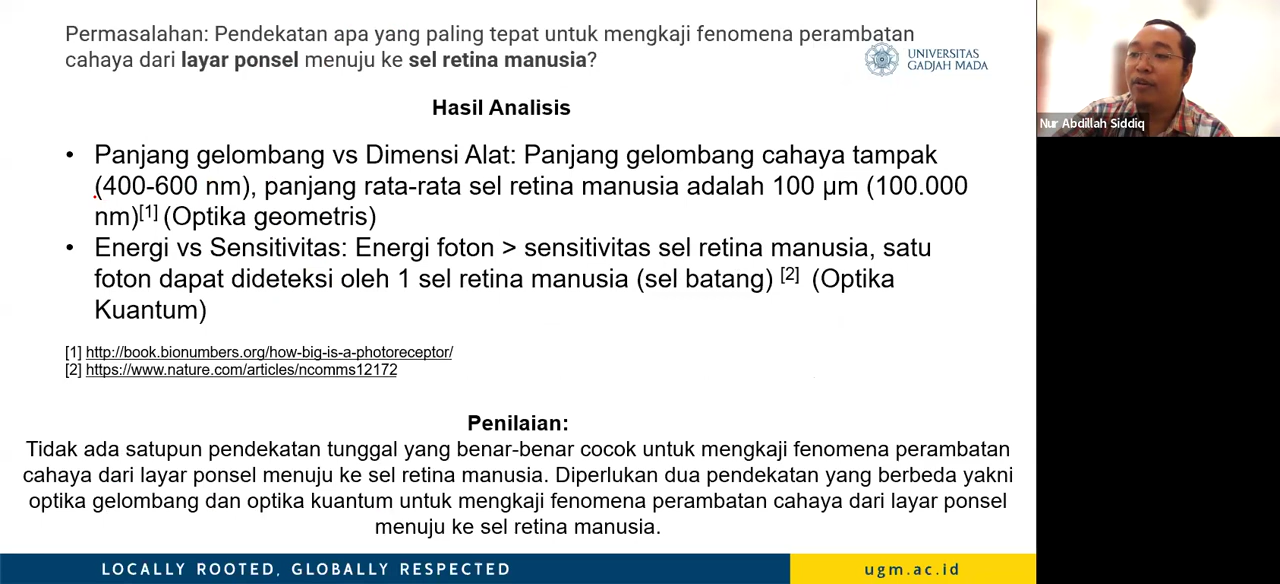 Permasalahan: Pendekatan apa yang paling tepat untuk mengkaji fenomena perambatan
cahaya dari layar ponsel menuju ke sel retina manusia?
UNIVERSITAS
GADJAH MADA
Hasil Analisis
• Panjang gelombang vs Dimensi Alat: Panjang gelombang cahaya tampak
(400-600 nm), panjang rata-rata sel retina manusia adalah 100 µm (100.000
nm)[1] (Optika geometris)
• Energi vs Sensitivitas: Energi foton > sensitivitas sel retina manusia, satu
foton dapat dideteksi oleh 1 sel retina manusia (sel batang) [2] (Optika
Kuantum)
[1] http://book.bionumbers.org/how-big-is-a-photoreceptor/
[2] https://www.nature.com/articles/ncomms12172
Penilaian:
Tidak ada satupun pendekatan tunggal yang benar-benar cocok untuk mengkaji fenomena perambatan
cahaya dari layar ponsel menuju ke sel retina manusia. Diperlukan dua pendekatan yang berbeda yakni
optika gelombang dan optika kuantum untuk mengkaji fenomena perambatan cahaya dari layar ponsel
menuju ke sel retina manusia.
LOCALLY ROOTED, GLOBALLY RESPECTED
ugm.ac.id
Nur Abdillah Siddiq